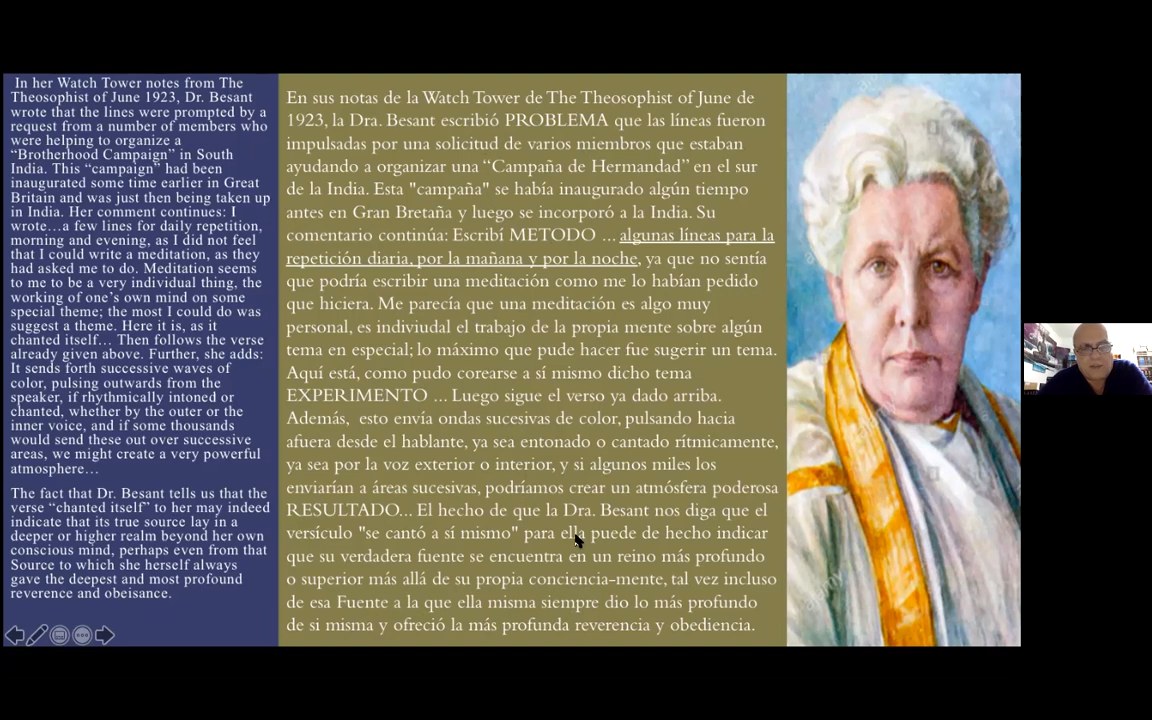 In her Watch Tower notes from The
Theosophist of June 1923, Dr. Besant
wrote that the lines were prompted by a
request from a number of members who
were helping to organize a
“Brotherhood Campaign” in South
India. This “campaign” had been
inaugurated some time earlier in Great
Britain and was just then being taken up
in India. Her comment continues: I
wrote…a few lines for daily repetition,
morning and evening, as I did not feel
that I could write a meditation, as they
had asked me to do. Meditation seems
to me to be a very individual thing, the
working of one’s own mind on some
special theme; the most I could do was
suggest a theme. Here it is, as it
chanted itself… Then follows the verse
already given above. Further, she adds:
It sends forth successive waves of
color, pulsing outwards from the
speaker, if rhythmically intoned or
chanted, whether by the outer or the
inner voice, and if some thousands
would send these out over successive
areas, we might create a very powerful
atmosphere…
The fact that Dr. Besant tells us that the
verse “chanted itself” to her may indeed
indicate that its true source lay in a
deeper or higher realm beyond her own
conscious mind, perhaps even from that
Source to which she herself always
gave the deepest and most profound
reverence and obeisance.
En sus notas de la Watch Tower de The Theosophist of June de
1923, la Dra. Besant escribió PROBLEMA que las líneas fueron
impulsadas por una solicitud de varios miembros que estaban
ayudando a organizar una “Campaña de Hermandad” en el sur
de la India. Esta "campaña" se había inaugurado algún tiempo
antes en Gran Bretaña y luego se incorporó a la India. Su
comentario continúa: Escribí METODO ... algunas líneas para la
repetición diaria, por la mañana y por la noche, ya que no sentía
que podría escribir una meditación como me lo habían pedido
que hiciera. Me parecía que una meditación es algo muy
personal, es indiviudal el trabajo de la propia mente sobre algún
tema en especial; lo máximo que pude hacer fue sugerir un tema.
Aquí está, como pudo corearse a sí mismo dicho tema
EXPERIMENTO ... Luego sigue el verso ya dado arriba.
Además, esto envía ondas sucesivas de color, pulsando hacia
afuera desde el hablante, ya sea entonado o cantado rítmicamente,
ya sea por la voz exterior o interior, y si algunos miles los
enviarían a áreas sucesivas, podríamos crear un atmósfera poderosa
RESULTADO... El hecho de que la Dra. Besant nos diga que el
versículo "se cantó a sí mismo" para ella puede de hecho indicar
que su verdadera fuente se encuentra en un reino más profundo
o superior más allá de su propia conciencia-mente, tal vez incluso
de esa Fuente a la que ella misma siempre dio lo más profundo
de si misma y ofreció la más profunda reverencia y obediencia.